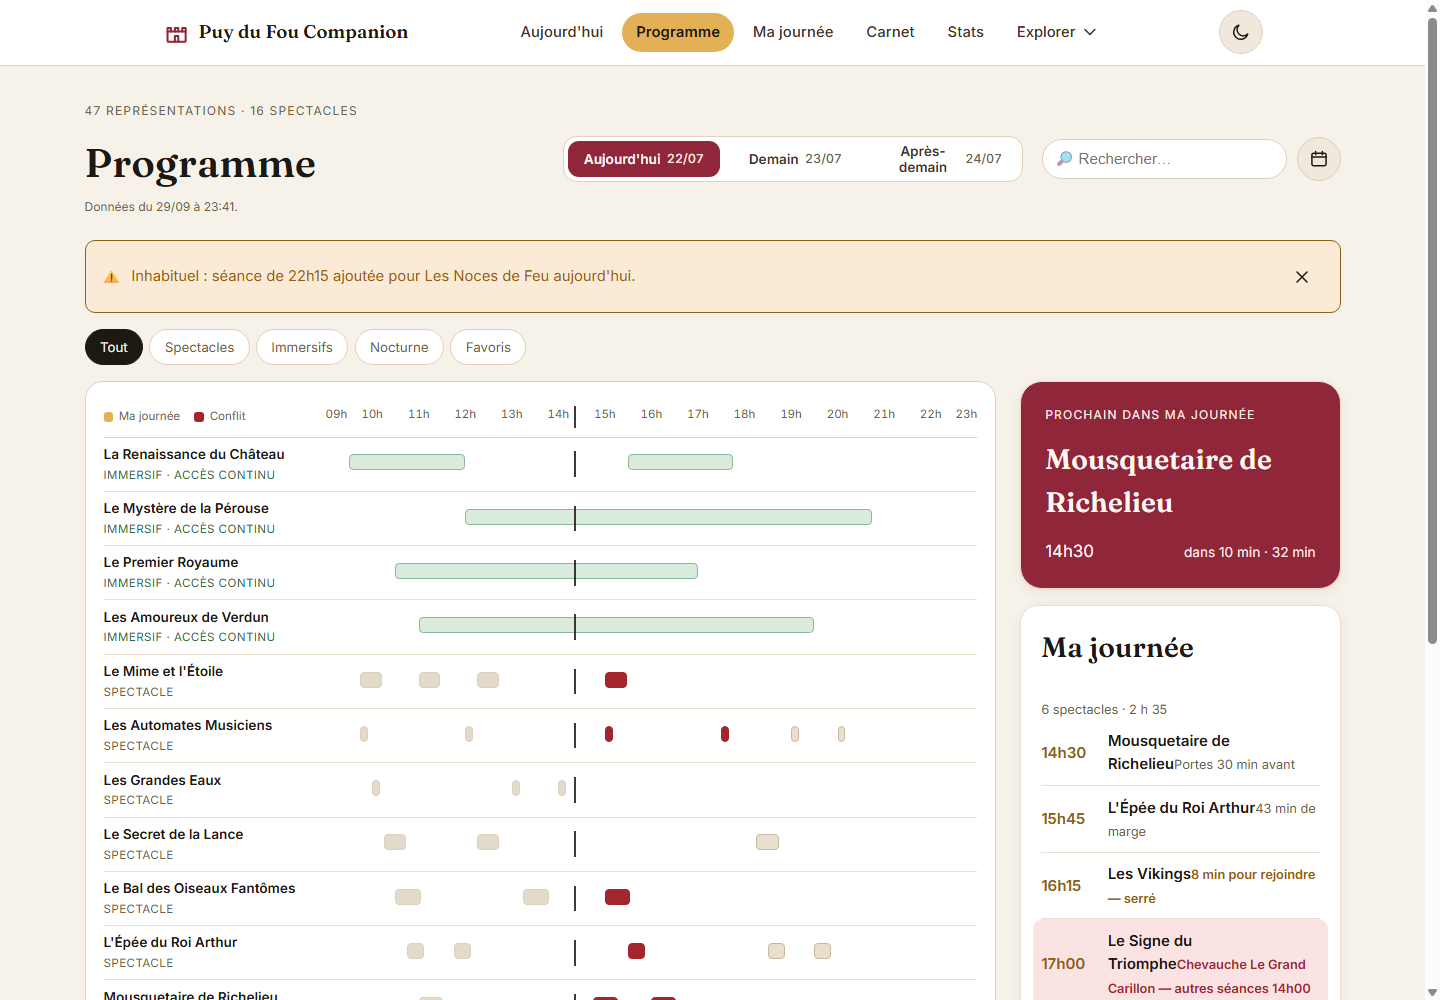 Puy du Fou Companion
Aujourd'hui
Programme
Ma journée
Carnet
Stats
Explorer
47 REPRÉSENTATIONS · 16 SPECTACLES
Programme
Aujourd'hui 22/07
Demain 23/07
Après-
demain
24/07
Rechercher…
Données du 29/09 à 23:41.
Inhabituel : séance de 22h15 ajoutée pour Les Noces de Feu aujourd'hui.
Tout
Spectacles
Immersifs
Nocturne
Favoris
Ma journée
Conflit
09h 10h 11h 12h 13h 14h 15h 16h 17h 18h 19h 20h 21h 22h 23h
La Renaissance du Château
IMMERSIF · ACCÈS CONTINU
Le Mystère de la Pérouse
IMMERSIF · ACCÈS CONTINU
Le Premier Royaume
IMMERSIF · ACCÈS CONTINU
Les Amoureux de Verdun
IMMERSIF · ACCÈS CONTINU
Le Mime et l'Étoile
SPECTACLE
Les Automates Musiciens
SPECTACLE
Les Grandes Eaux
SPECTACLE
Le Secret de la Lance
SPECTACLE
Le Bal des Oiseaux Fantômes
SPECTACLE
L'Épée du Roi Arthur
SPECTACLE
Mousquetaire de Richelieu
PROCHAIN DANS MA JOURNÉE
Mousquetaire de
Richelieu
14h30
dans 10 min · 32 min
Ma journée
6 spectacles · 2 h 35
14h30
Mousquetaire de
RichelieuPortes 30 min avant
15h45
L'Épée du Roi Arthur43 min de
marge
16h15
Les Vikings8 min pour rejoindre
— serré
17h00
Le Signe du
TriompheChevauche Le Grand
Carillon — autres séances 14h00